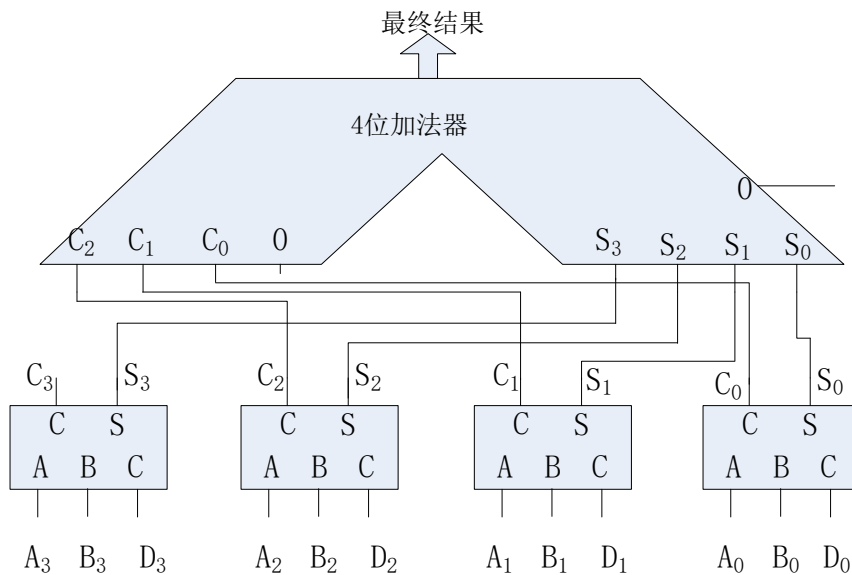 最终结果
4位加法器
0
C₂ C₁ C₀ 0 S₃ S₂ S₁ S₀
C₃ S₃ C₂ S₂ C₁ S₁ C₀ S₀
C S C S C S C S
A B C A B C A B C A B C
A₃ B₃ D₃ A₂ B₂ D₂ A₁ B₁ D₁ A₀ B₀ D₀